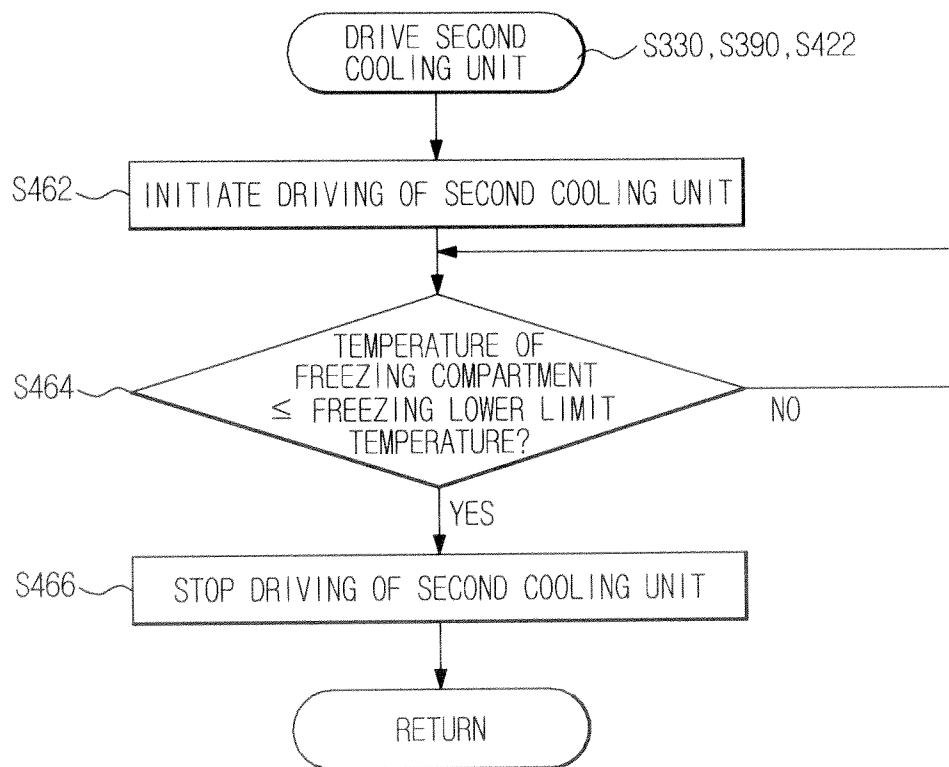 DRIVE SECOND
COOLING UNIT
S330, S390, S422
S462
INITIATE DRIVING OF SECOND COOLING UNIT
TEMPERATURE OF
FREEZING COMPARTMENT
≤ FREEZING LOWER LIMIT
TEMPERATURE?
S464
NO
YES
S466
STOP DRIVING OF SECOND COOLING UNIT
RETURN